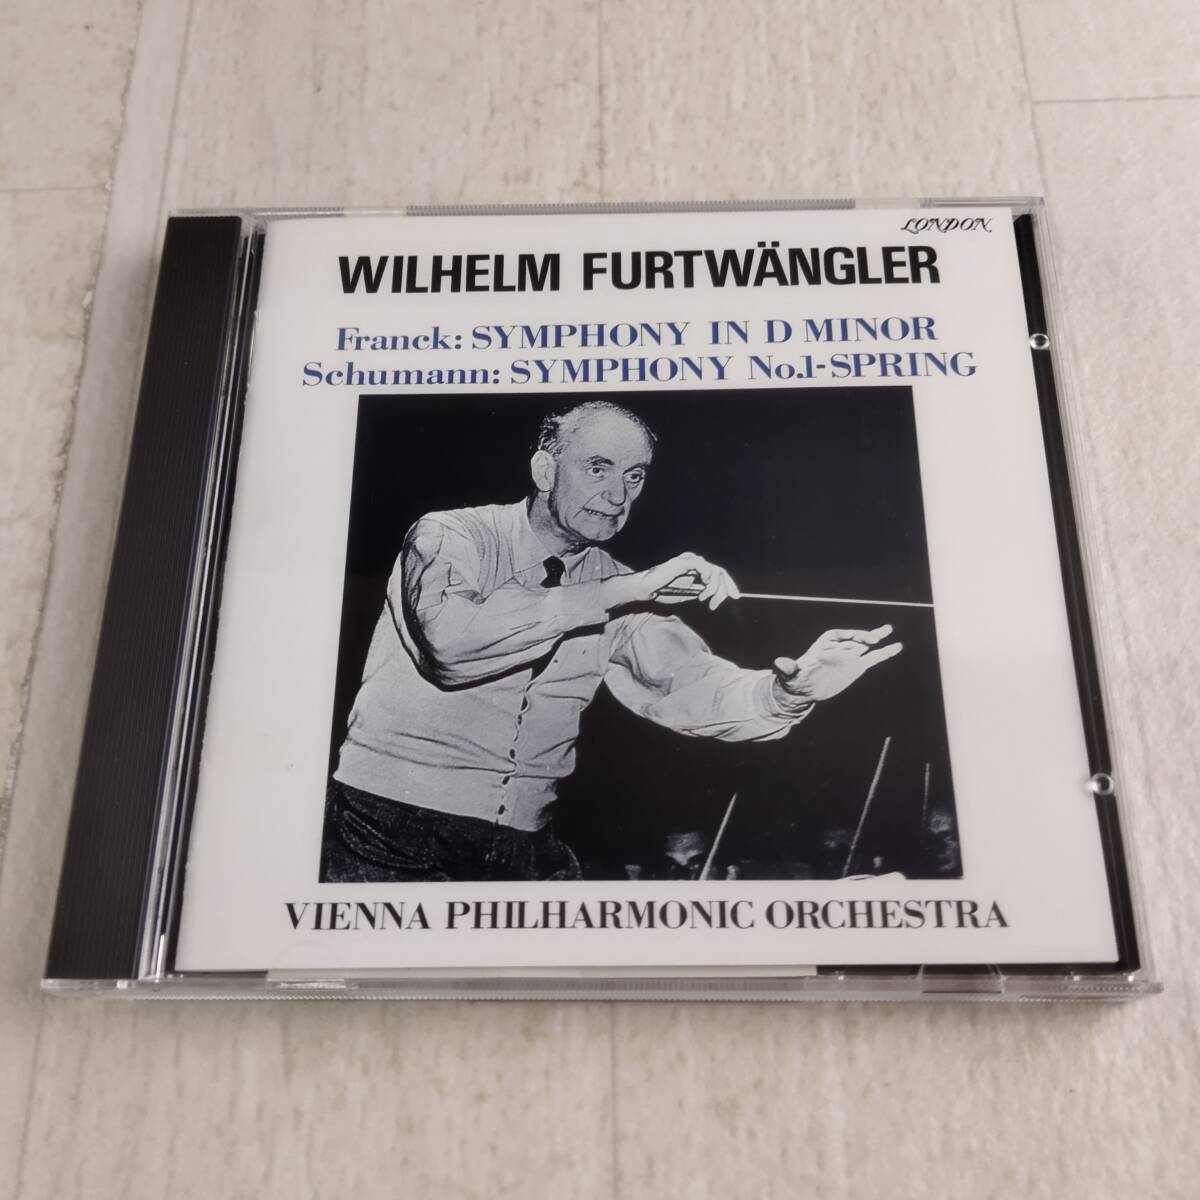 LONDON
WILHELM FURTWÄNGLER
Franck: SYMPHONY IN D MINOR
Schumann: SYMPHONY No.1-SPRING
VIENNA PHILHARMONIC ORCHESTRA